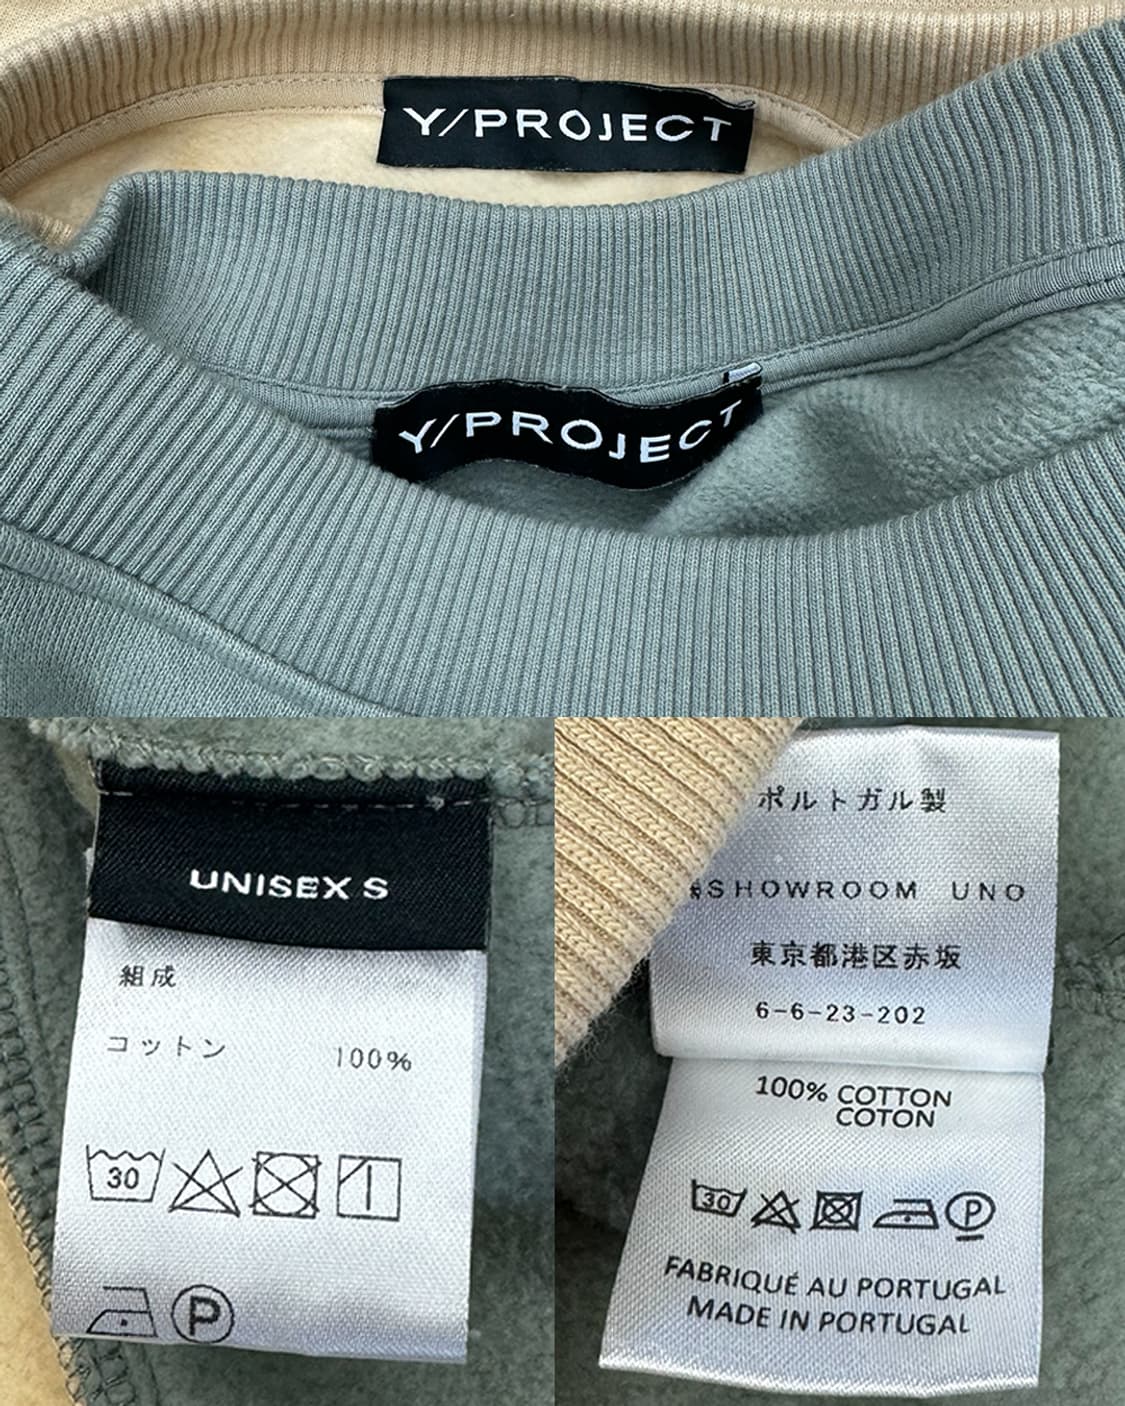 Y/PROJECT
Y/PROJECT
UNISEX S
組成
コットン 100%
30
P
ポルトガル製
SHOWROOM UNO
東京都港区赤坂
6-6-23-202
100% COTTON
COTON
30
P
FABRIQUÉ AU PORTUGAL
MADE IN PORTUGAL